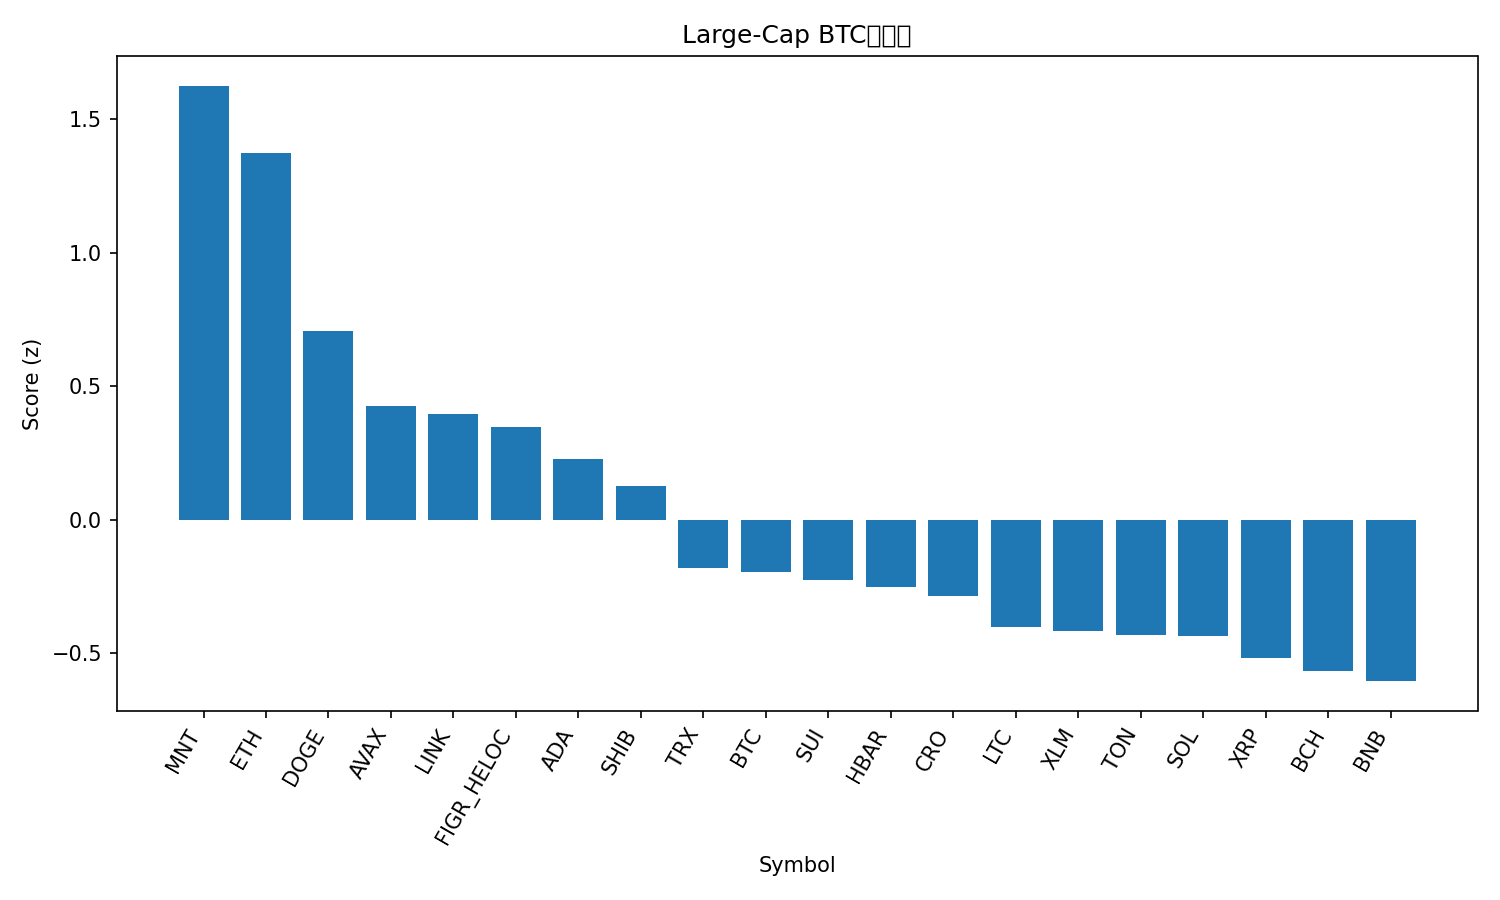 Large-Cap BTC
Score (z)
1.5
1.0
0.5
0.0
−0.5
MNT
ETH
DOGE
AVAX
LINK
FIGR_HELOC
ADA
SHIB
TRX
BTC
SUI
HBAR
CRO
LTC
XLM
TON
SOL
XRP
BCH
BNB
Symbol